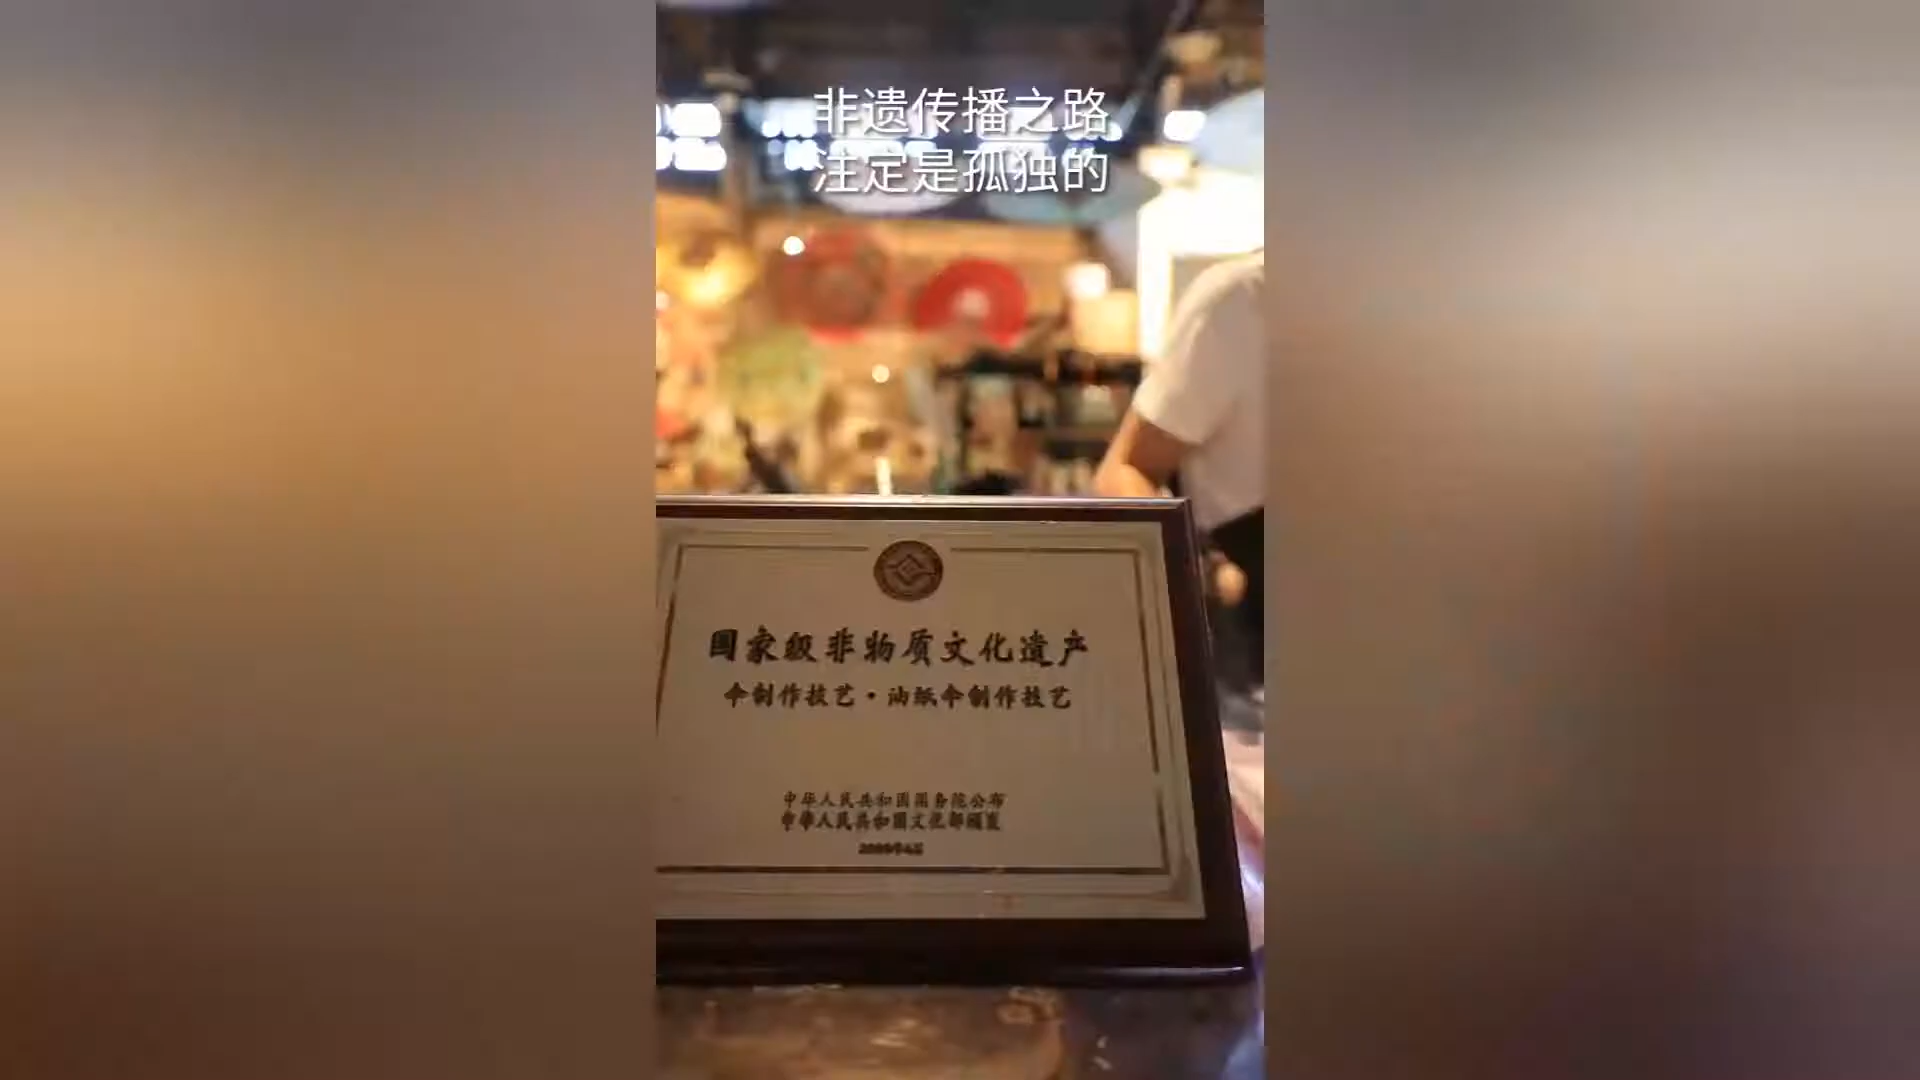 非遗传播之路
注定是孤独的
国家级非物质文化遗产
伞制作技艺·油纸伞制作技艺
中华人民共和国国务院公布
中华人民共和国文化部颁发